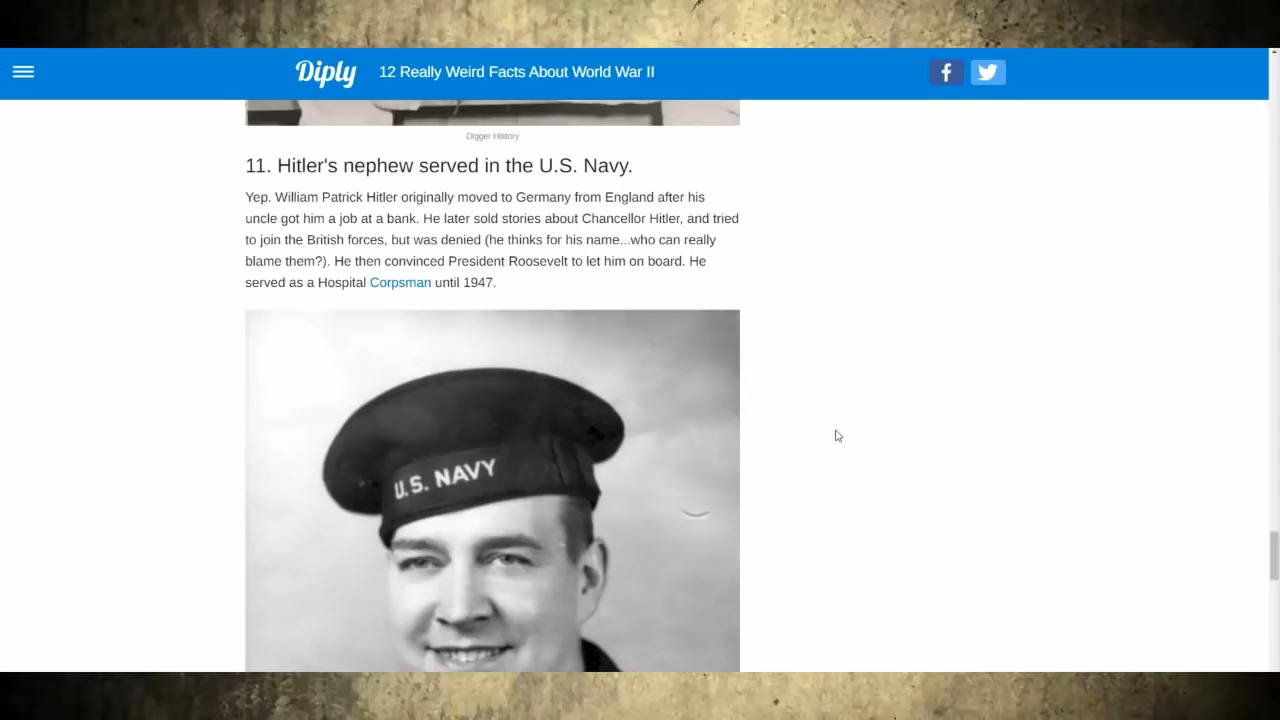 Diply
12 Really Weird Facts About World War II
Digger History
11. Hitler's nephew served in the U.S. Navy.
Yep. William Patrick Hitler originally moved to Germany from England after his
uncle got him a job at a bank. He later sold stories about Chancellor Hitler, and tried
to join the British forces, but was denied (he thinks for his name...who can really
blame them?). He then convinced President Roosevelt to let him on board. He
served as a Hospital Corpsman until 1947.
U.S. NAVY